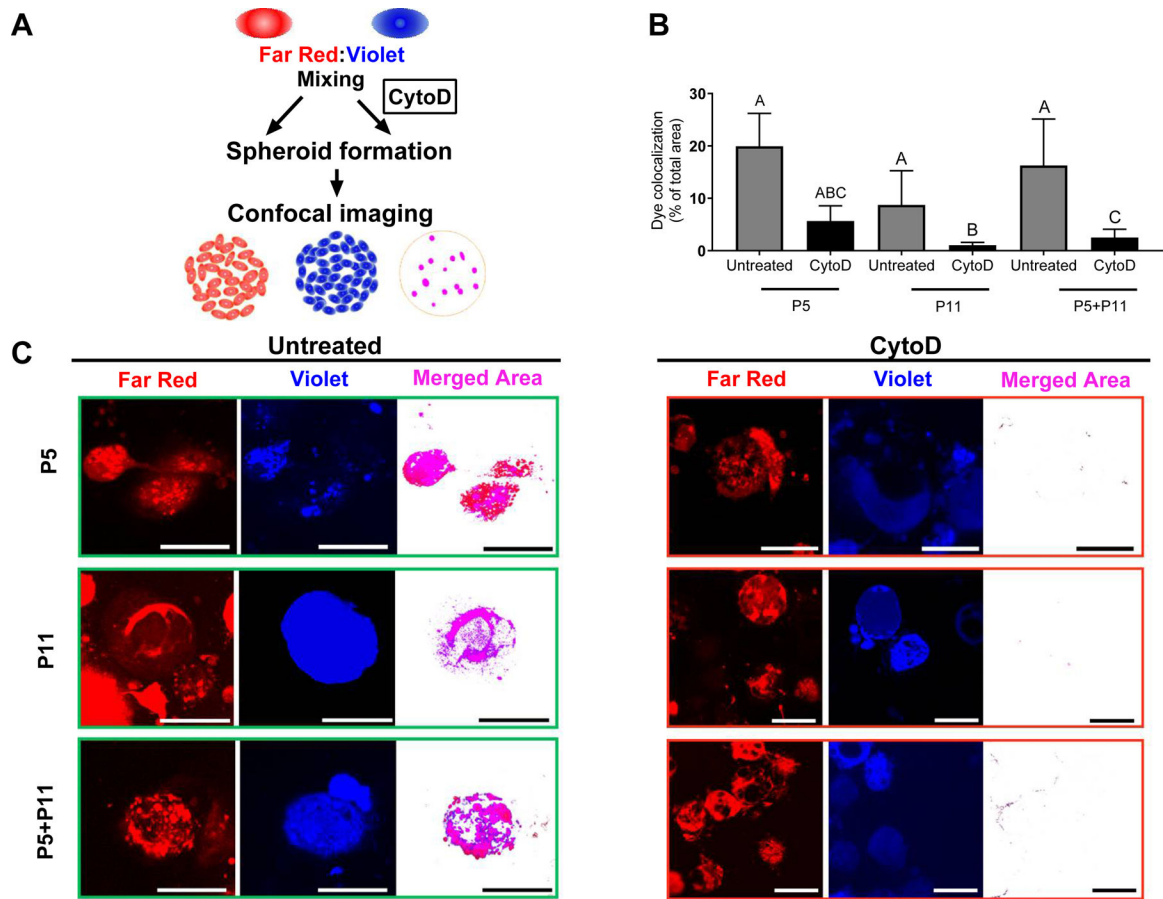 A
Far Red:Violet
Mixing
CytoD
Spheroid formation
Confocal imaging
B
Dye colocalization
(% of total area)
30
20
10
0
A
ABC
A
B
A
C
Untreated CytoD Untreated CytoD Untreated CytoD
P5 P11 P5+P11
C
Untreated
Far Red Violet Merged Area
CytoD
Far Red Violet Merged Area
P5
P11
P5+P11